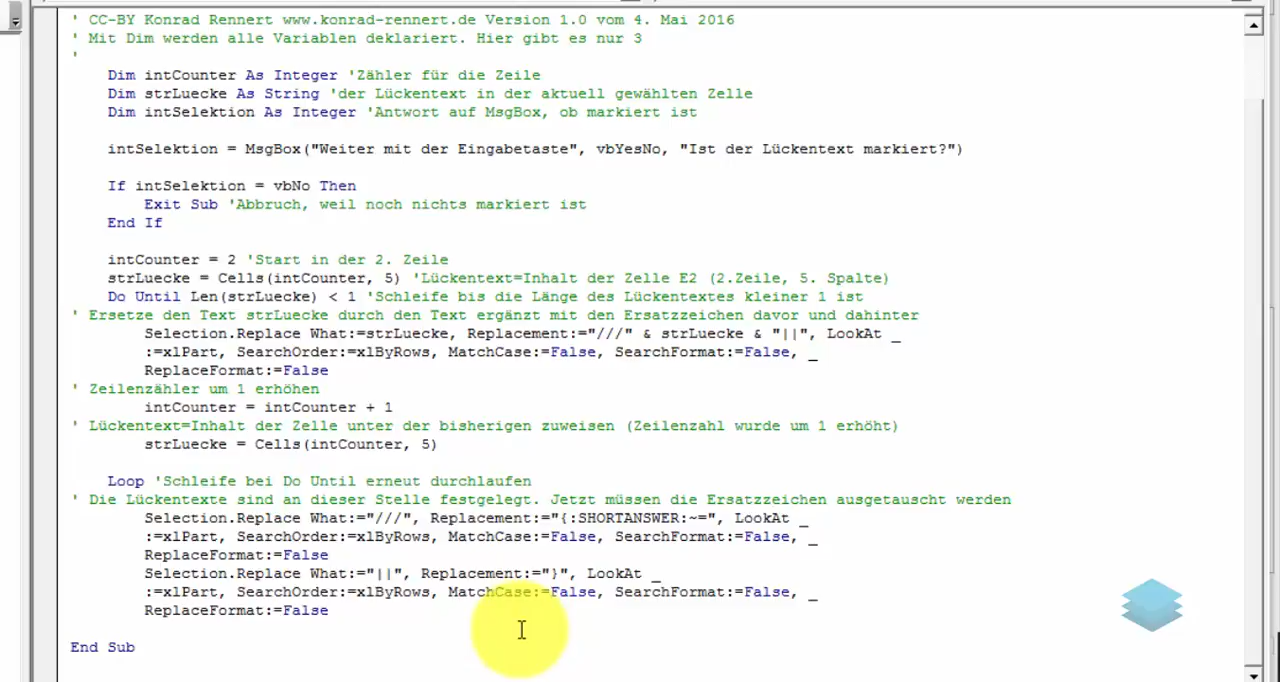 ' CC-BY Konrad Rennert www.konrad-rennert.de Version 1.0 vom 4. Mai 2016
' Mit Dim werden alle Variablen deklariert. Hier gibt es nur 3
'
Dim intCounter As Integer 'Zähler für die Zeile
Dim strLuecke As String 'der Lückentext in der aktuell gewählten Zelle
Dim intSelektion As Integer 'Antwort auf MsgBox, ob markiert ist
intSelektion = MsgBox("Weiter mit der Eingabetaste", vbYesNo, "Ist der Lückentext markiert?")
If intSelektion = vbNo Then
Exit Sub 'Abbruch, weil noch nichts markiert ist
End If
intCounter = 2 'Start in der 2. Zeile
strLuecke = Cells(intCounter, 5) 'Lückentext=Inhalt der Zelle E2 (2.Zeile, 5. Spalte)
Do Until Len(strLuecke) < 1 'Schleife bis die Länge des Lückentextes kleiner 1 ist
' Ersetze den Text strLuecke durch den Text ergänzt mit den Ersatzzeichen davor und dahinter
Selection.Replace What:=strLuecke, Replacement:="///" & strLuecke & "||", LookAt _
:=xlPart, SearchOrder:=xlByRows, MatchCase:=False, SearchFormat:=False, _
ReplaceFormat:=False
' Zeilenzähler um 1 erhöhen
intCounter = intCounter + 1
' Lückentext=Inhalt der Zelle unter der bisherigen zuweisen (Zeilenzahl wurde um 1 erhöht)
strLuecke = Cells(intCounter, 5)
Loop 'Schleife bei Do Until erneut durchlaufen
' Die Lückentexte sind an dieser Stelle festgelegt. Jetzt müssen die Ersatzzeichen ausgetauscht werden
Selection.Replace What:="///", Replacement:="{:SHORTANSWER:~=", LookAt _
:=xlPart, SearchOrder:=xlByRows, MatchCase:=False, SearchFormat:=False, _
ReplaceFormat:=False
Selection.Replace What:="||", Replacement:="}", LookAt _
:=xlPart, SearchOrder:=xlByRows, MatchCase:=False, SearchFormat:=False, _
ReplaceFormat:=False
End Sub